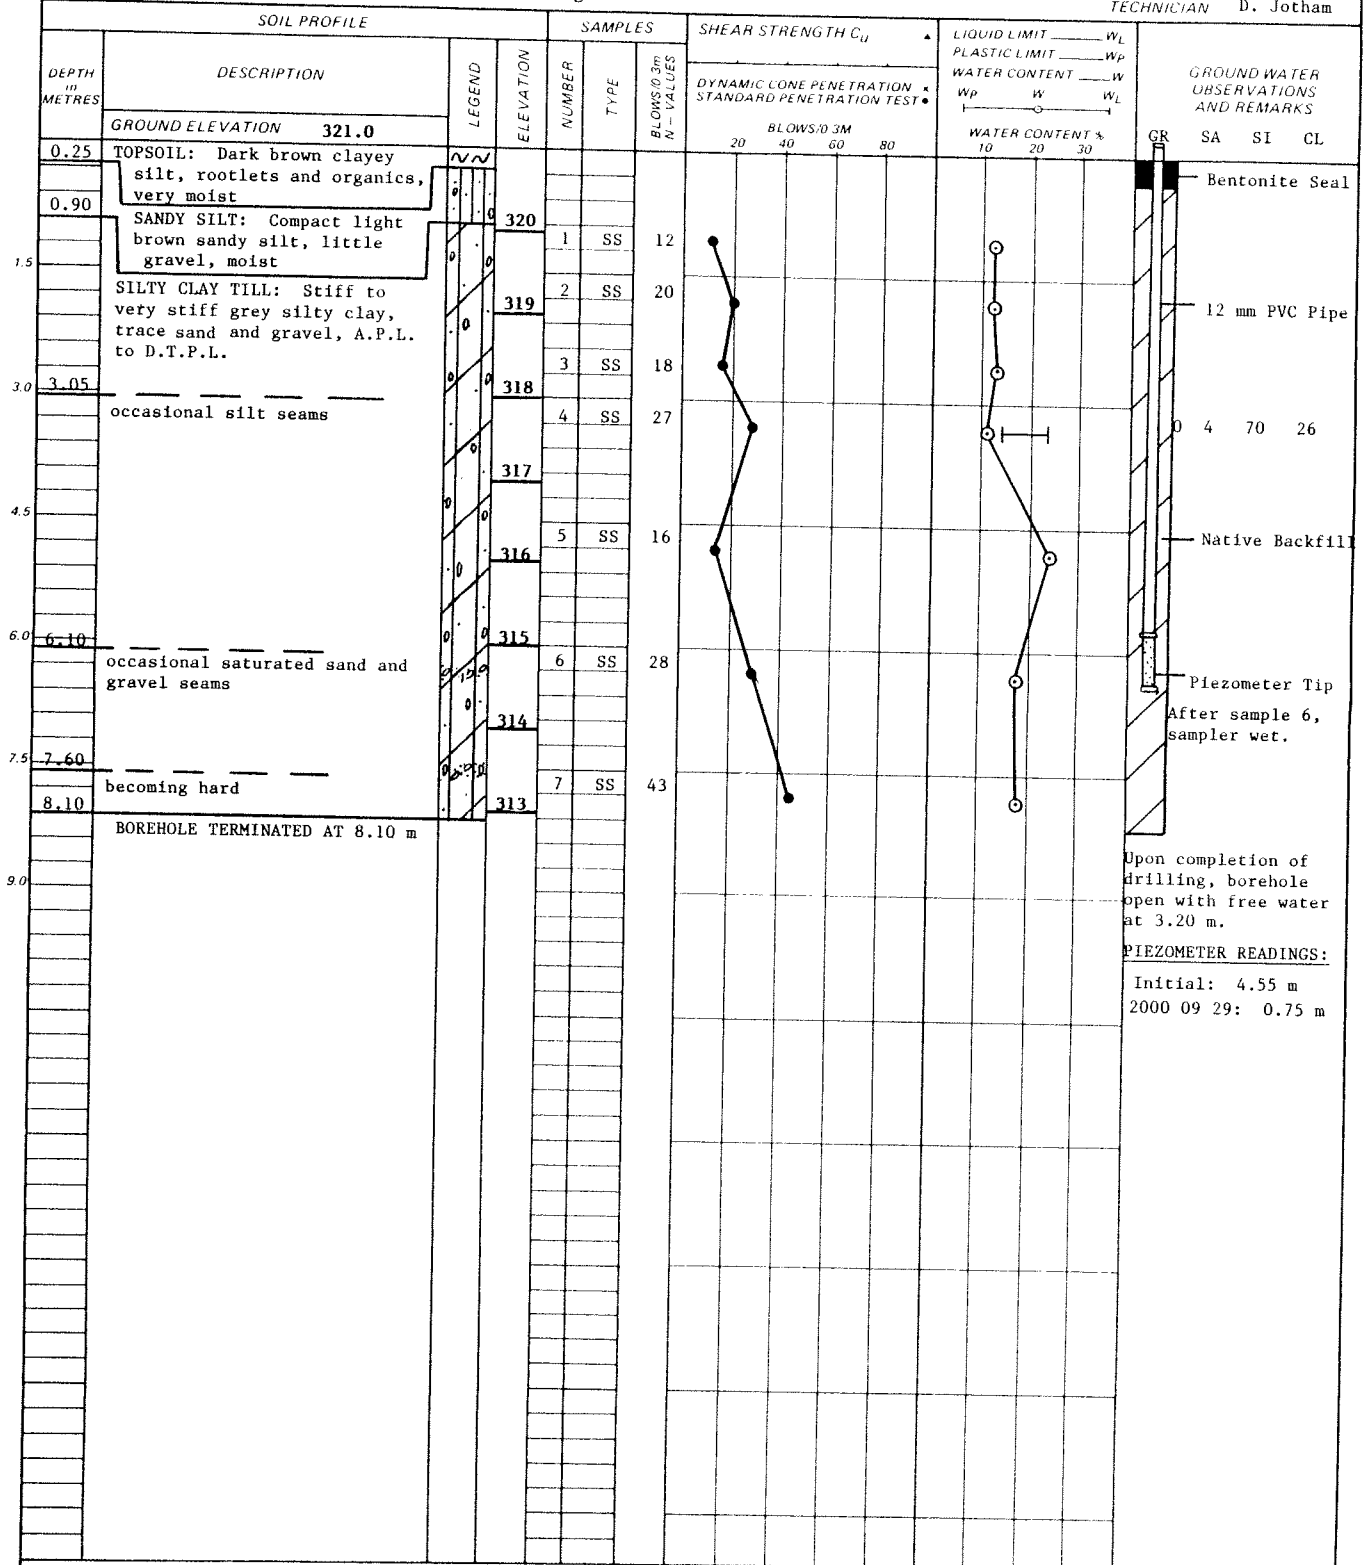 TECHNICIAN D. Jotham
SOIL PROFILE
SAMPLES
SHEAR STRENGTH Cu ▲
LIQUID LIMIT ______ WL
PLASTIC LIMIT ______ WP
WATER CONTENT ____ W
WP W WL
DEPTH
in
METRES
DESCRIPTION
LEGEND
ELEVATION
NUMBER
TYPE
BLOWS/0.3m
N – VALUES
DYNAMIC CONE PENETRATION ×
STANDARD PENETRATION TEST ●
GROUND WATER
OBSERVATIONS
AND REMARKS
GROUND ELEVATION 321.0
BLOWS/0 3M
20 40 60 80
WATER CONTENT %
10 20 30
GR SA SI CL
0.25 TOPSOIL: Dark brown clayey
silt, rootlets and organics,
very moist
Bentonite Seal
0.90 SANDY SILT: Compact light
brown sandy silt, little
gravel, moist
320
1 SS 12
1.5
SILTY CLAY TILL: Stiff to
very stiff grey silty clay,
trace sand and gravel, A.P.L.
to D.T.P.L.
319
2 SS 20
12 mm PVC Pipe
3 SS 18
3.0 3.05
318
occasional silt seams
4 SS 27
0 4 70 26
317
4.5
5 SS 16
Native Backfill
316
6.0 6.10
315
occasional saturated sand and
gravel seams
6 SS 28
Piezometer Tip
After sample 6,
sampler wet.
314
7.5 7.60
becoming hard
7 SS 43
8.10
313
BOREHOLE TERMINATED AT 8.10 m
9.0
Upon completion of
drilling, borehole
open with free water
at 3.20 m.
PIEZOMETER READINGS:
Initial: 4.55 m
2000 09 29: 0.75 m